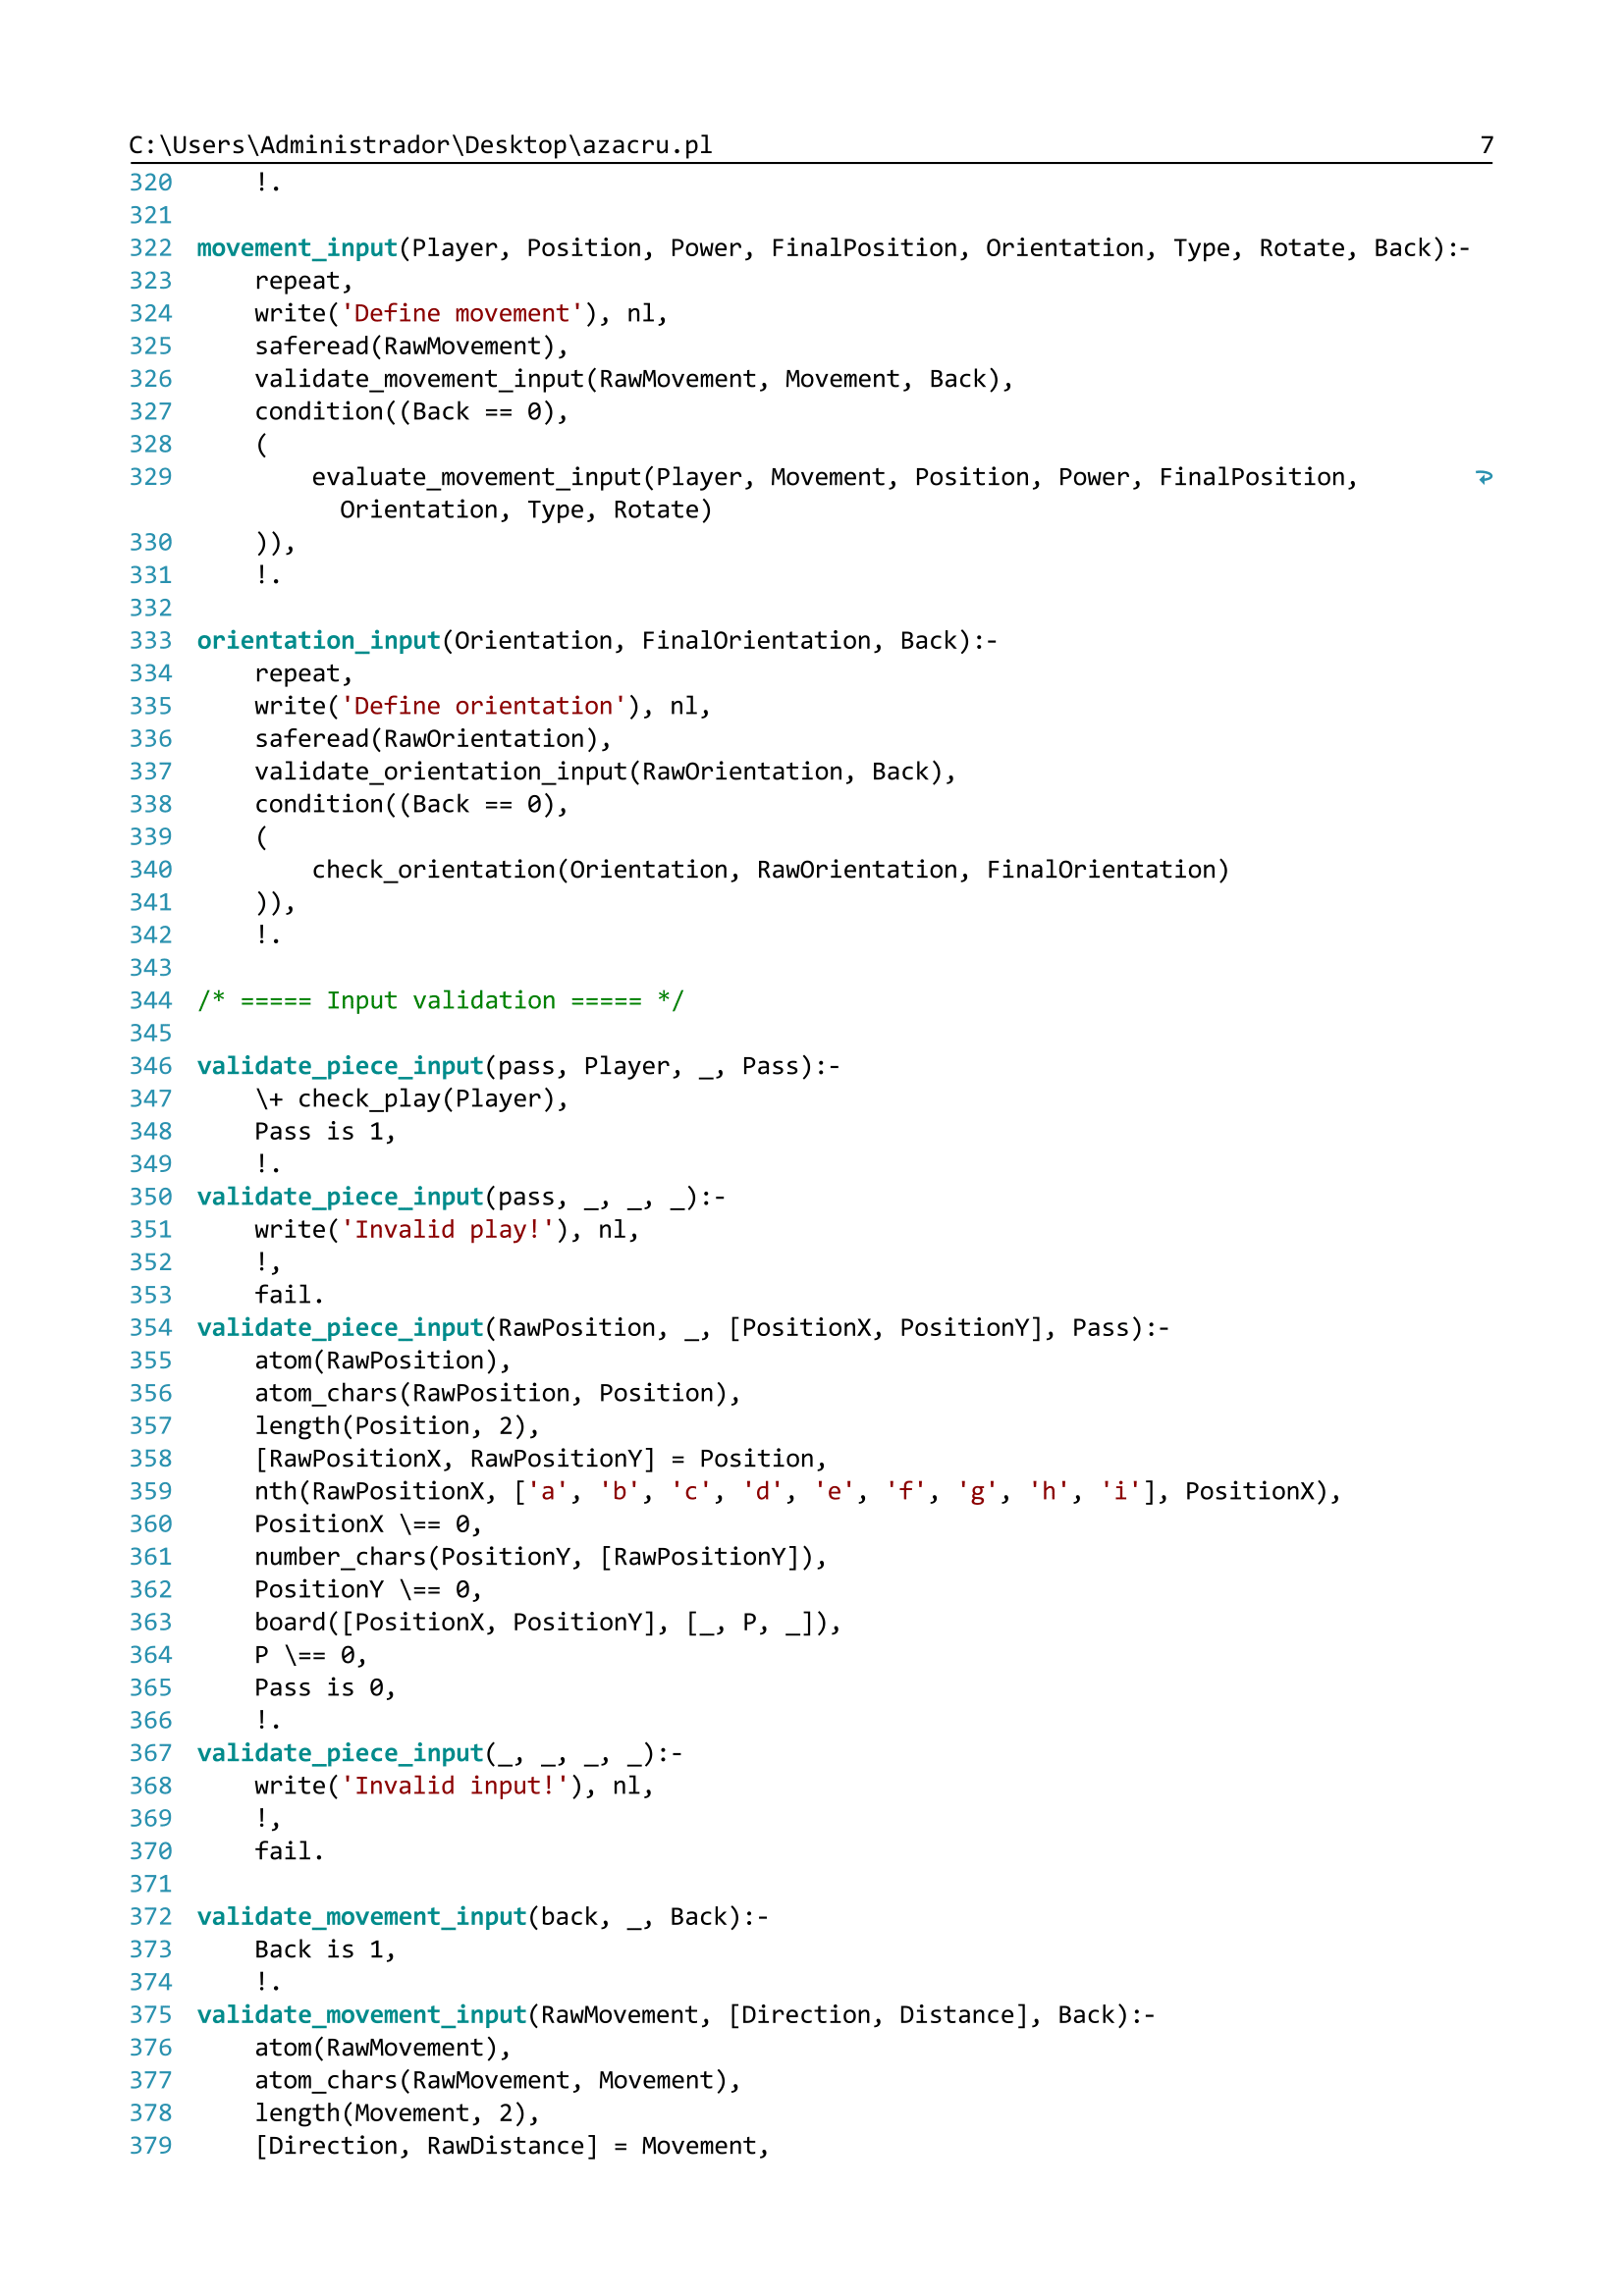 C:\Users\Administrador\Desktop\azacru.pl 7
320     !.
321
322 movement_input(Player, Position, Power, FinalPosition, Orientation, Type, Rotate, Back):-
323     repeat,
324     write('Define movement'), nl,
325     saferead(RawMovement),
326     validate_movement_input(RawMovement, Movement, Back),
327     condition((Back == 0),
328     (
329         evaluate_movement_input(Player, Movement, Position, Power, FinalPosition,
          Orientation, Type, Rotate)
330     )),
331     !.
332
333 orientation_input(Orientation, FinalOrientation, Back):-
334     repeat,
335     write('Define orientation'), nl,
336     saferead(RawOrientation),
337     validate_orientation_input(RawOrientation, Back),
338     condition((Back == 0),
339     (
340         check_orientation(Orientation, RawOrientation, FinalOrientation)
341     )),
342     !.
343
344 /* ===== Input validation ===== */
345
346 validate_piece_input(pass, Player, _, Pass):-
347     \+ check_play(Player),
348     Pass is 1,
349     !.
350 validate_piece_input(pass, _, _, _):-
351     write('Invalid play!'), nl,
352     !,
353     fail.
354 validate_piece_input(RawPosition, _, [PositionX, PositionY], Pass):-
355     atom(RawPosition),
356     atom_chars(RawPosition, Position),
357     length(Position, 2),
358     [RawPositionX, RawPositionY] = Position,
359     nth(RawPositionX, ['a', 'b', 'c', 'd', 'e', 'f', 'g', 'h', 'i'], PositionX),
360     PositionX \== 0,
361     number_chars(PositionY, [RawPositionY]),
362     PositionY \== 0,
363     board([PositionX, PositionY], [_, P, _]),
364     P \== 0,
365     Pass is 0,
366     !.
367 validate_piece_input(_, _, _, _):-
368     write('Invalid input!'), nl,
369     !,
370     fail.
371
372 validate_movement_input(back, _, Back):-
373     Back is 1,
374     !.
375 validate_movement_input(RawMovement, [Direction, Distance], Back):-
376     atom(RawMovement),
377     atom_chars(RawMovement, Movement),
378     length(Movement, 2),
379     [Direction, RawDistance] = Movement,